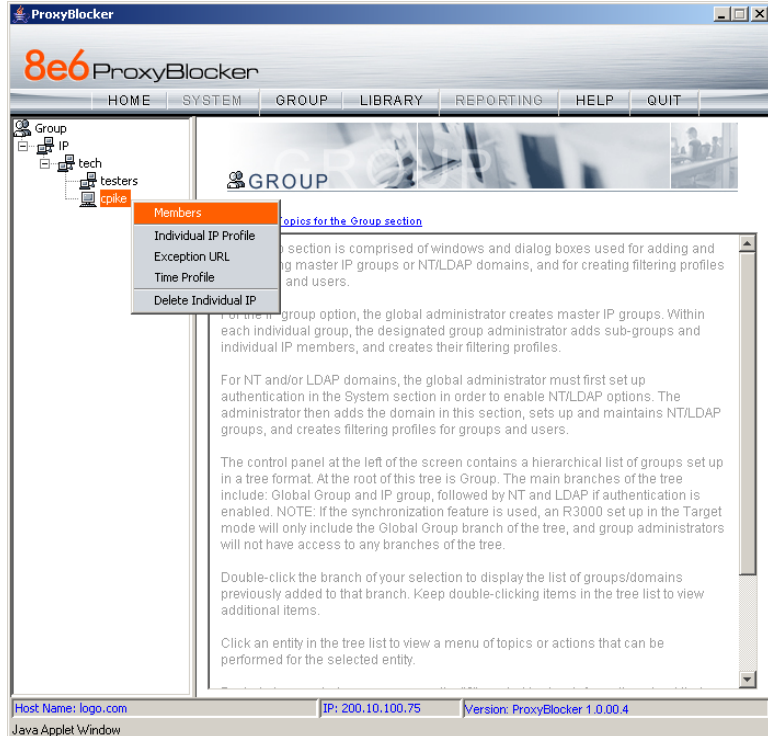 ProxyBlocker
8e6 ProxyBlocker
HOME SYSTEM GROUP LIBRARY REPORTING HELP QUIT
Group
IP
tech
testers
cpike
Members
Individual IP Profile
Exception URL
Time Profile
Delete Individual IP
GROUP
GROUP
Topics for the Group section
section is comprised of windows and dialog boxes used for adding and
master IP groups or NT/LDAP domains, and for creating filtering profiles
and users.
For the IP group option, the global administrator creates master IP groups. Within
each individual group, the designated group administrator adds sub-groups and
individual IP members, and creates their filtering profiles.
For NT and/or LDAP domains, the global administrator must first set up
authentication in the System section in order to enable NT/LDAP options. The
administrator then adds the domain in this section, sets up and maintains NT/LDAP
groups, and creates filtering profiles for groups and users.
The control panel at the left of the screen contains a hierarchical list of groups set up
in a tree format. At the root of this tree is Group. The main branches of the tree
include: Global Group and IP group, followed by NT and LDAP if authentication is
enabled. NOTE: If the synchronization feature is used, an R3000 set up in the Target
mode will only include the Global Group branch of the tree, and group administrators
will not have access to any branches of the tree.
Double-click the branch of your selection to display the list of groups/domains
previously added to that branch. Keep double-clicking items in the tree list to view
additional items.
Click an entity in the tree list to view a menu of topics or actions that can be
performed for the selected entity.
Host Name: logo.com IP: 200.10.100.75 Version: ProxyBlocker 1.0.00.4
Java Applet Window